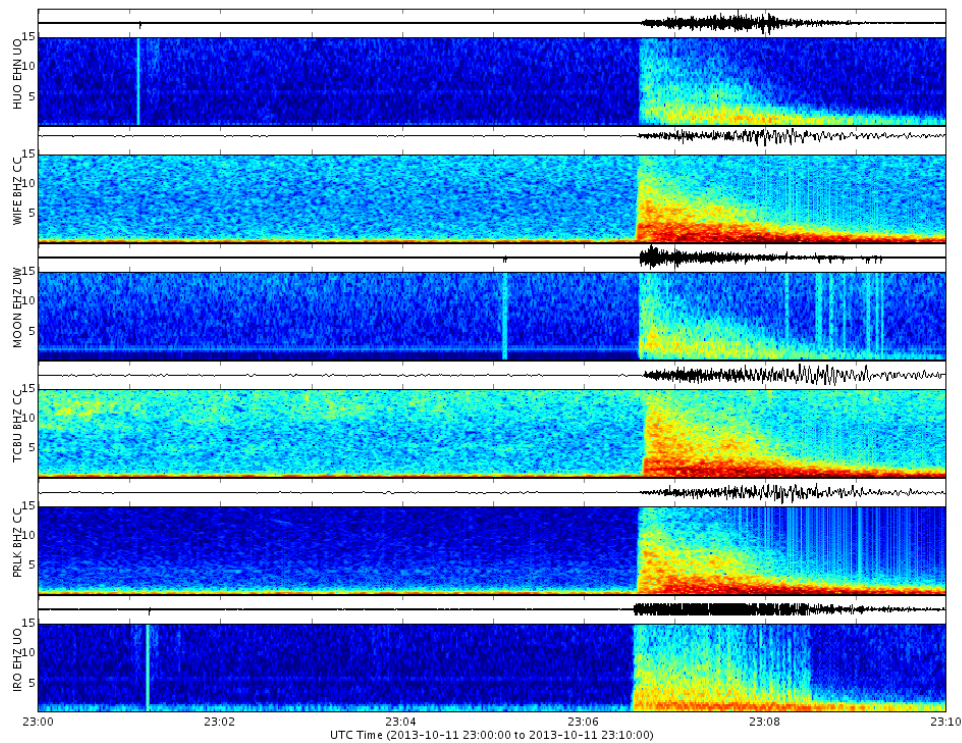 15
10
5
HUO EHN UO
15
10
5
WIFE BHZ CC
15
10
5
MOON EHZ UW
15
10
5
TCBU BHZ CC
15
10
5
PRLK BHZ CC
15
10
5
IRO EHZ UO
23:00 23:02 23:04 23:06 23:08 23:10
UTC Time (2013-10-11 23:00:00 to 2013-10-11 23:10:00)